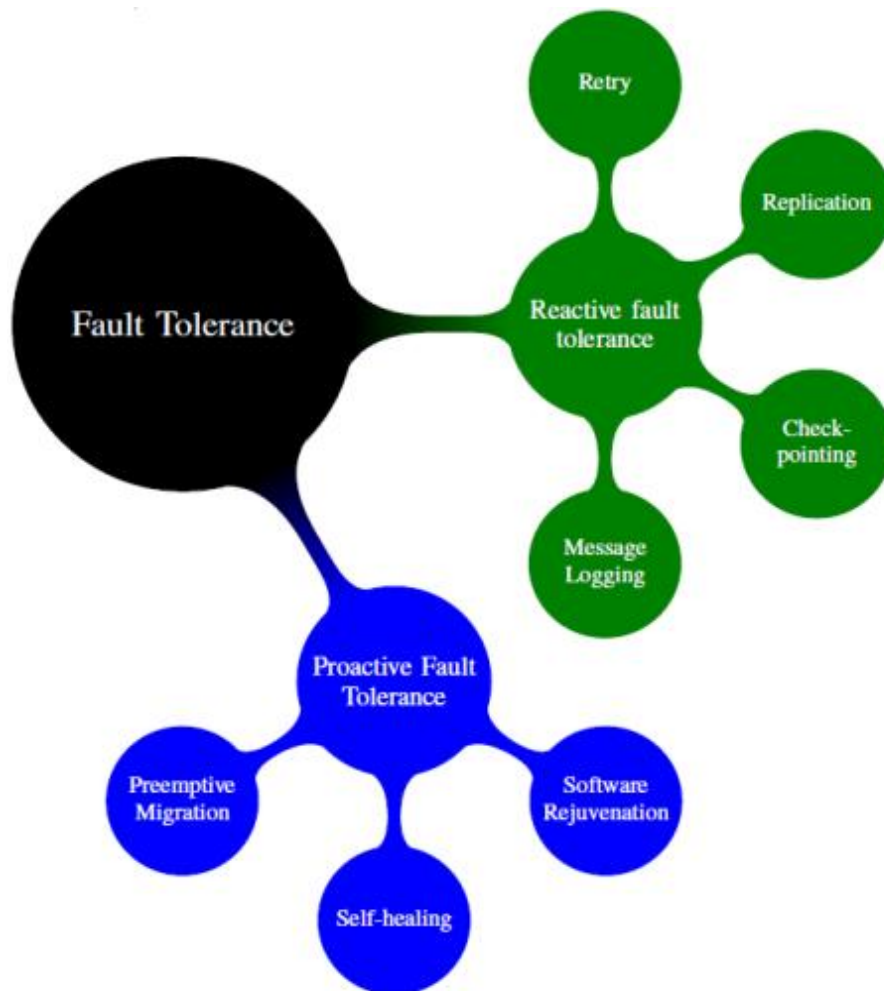 Retry
Replication
Fault Tolerance
Reactive fault
tolerance
Check-
pointing
Message
Logging
Proactive Fault
Tolerance
Preemptive
Migration
Software
Rejuvenation
Self-healing